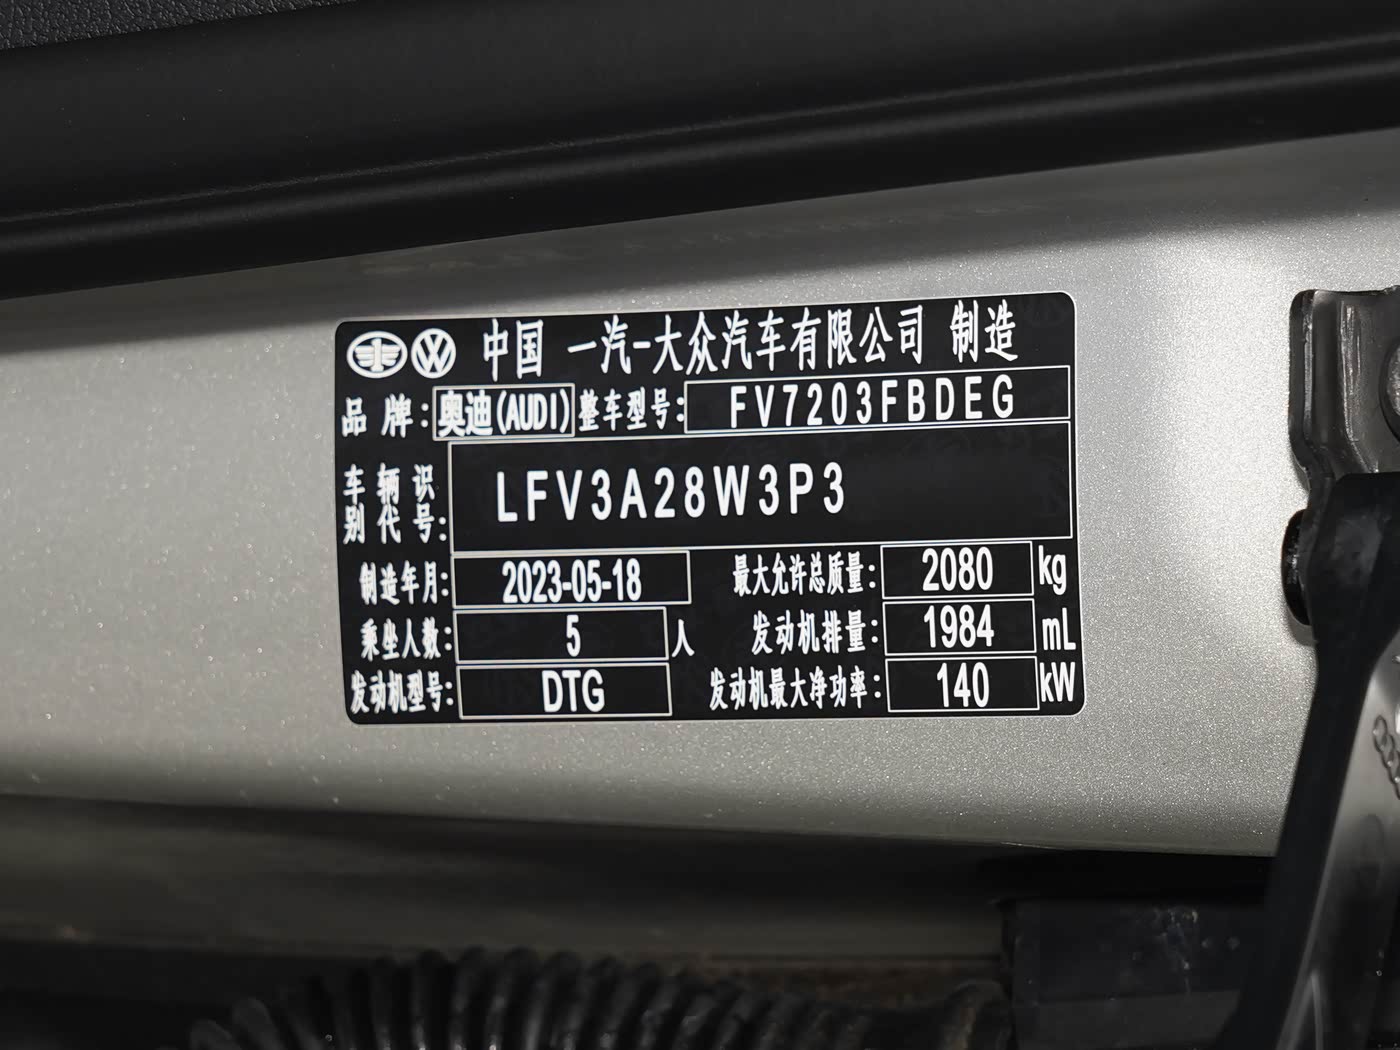 中国 一汽-大众汽车有限公司 制造
品牌: 奥迪(AUDI) 整车型号: FV7203FBDEG
车辆识别代号: LFV3A28W3P3
制造年月: 2023-05-18 最大允许总质量: 2080 kg
乘坐人数: 5 人 发动机排量: 1984 mL
发动机型号: DTG 发动机最大净功率: 140 kW